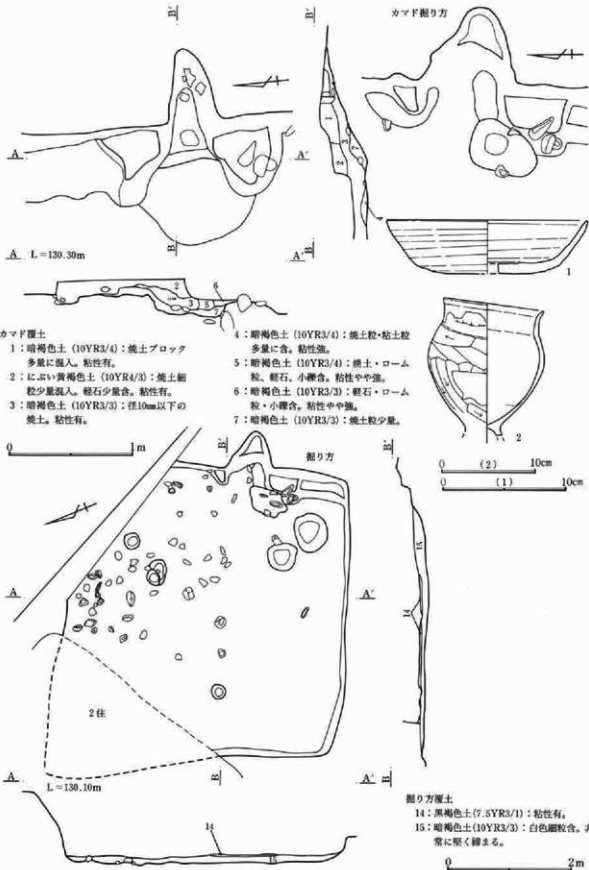 B'
カマド掘り方
B'
A
A'
A'
1
3
2
7
4
A L=130.30m
B
A'
B
1
2
6
3
5
7
カマド覆土
1：暗褐色土 (10YR3/4)：焼土ブロック
多量に混入。粘性有。
2：にぶい黄褐色土 (10YR4/3)：焼土細
粒少量混入。軽石少量含。粘性有。
3：暗褐色土 (10YR3/3)：径10mm以下の
焼土。粘性有。
4：暗褐色土 (10YR3/4)：焼土粒・粘土粒
多量に含。粘性強。
5：暗褐色土 (10YR3/4)：焼土・ローム
粒、軽石、小礫含。粘性やや強。
6：暗褐色土 (10YR3/3)：軽石・ローム
粒・小礫含。粘性やや強。
7：暗褐色土 (10YR3/3)：焼土粒少量。
2
0 1m
0 (2) 10cm
0 (1) 10cm
B'
掘り方
B'
15
A
A'
14
2住
A
L=130.10m
B
A'
B
14
15
掘り方覆土
14：黒褐色土(7.5YR3/1)：粘性有。
15：暗褐色土(10YR3/3)：白色細粒含。非
常に堅く締まる。
0 2m